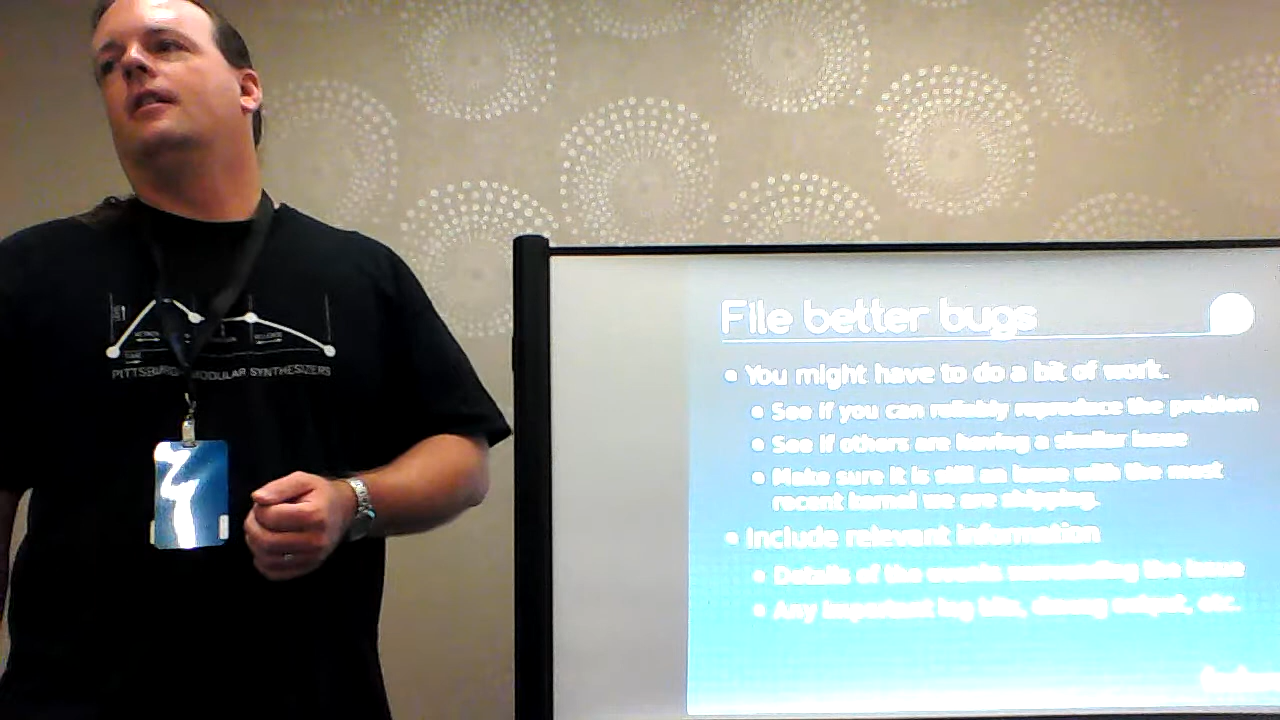 PITTSBURGH MODULAR SYNTHESIZERS
File better bugs
You might have to do a bit of work.
See if you can reliably reproduce the problem
See if others are having a similar issue
Make sure it is still an issue with the most
recent kernel we are shipping.
Include relevant information
Details of the events surrounding the issue
Any important log bits, dmesg output, etc.